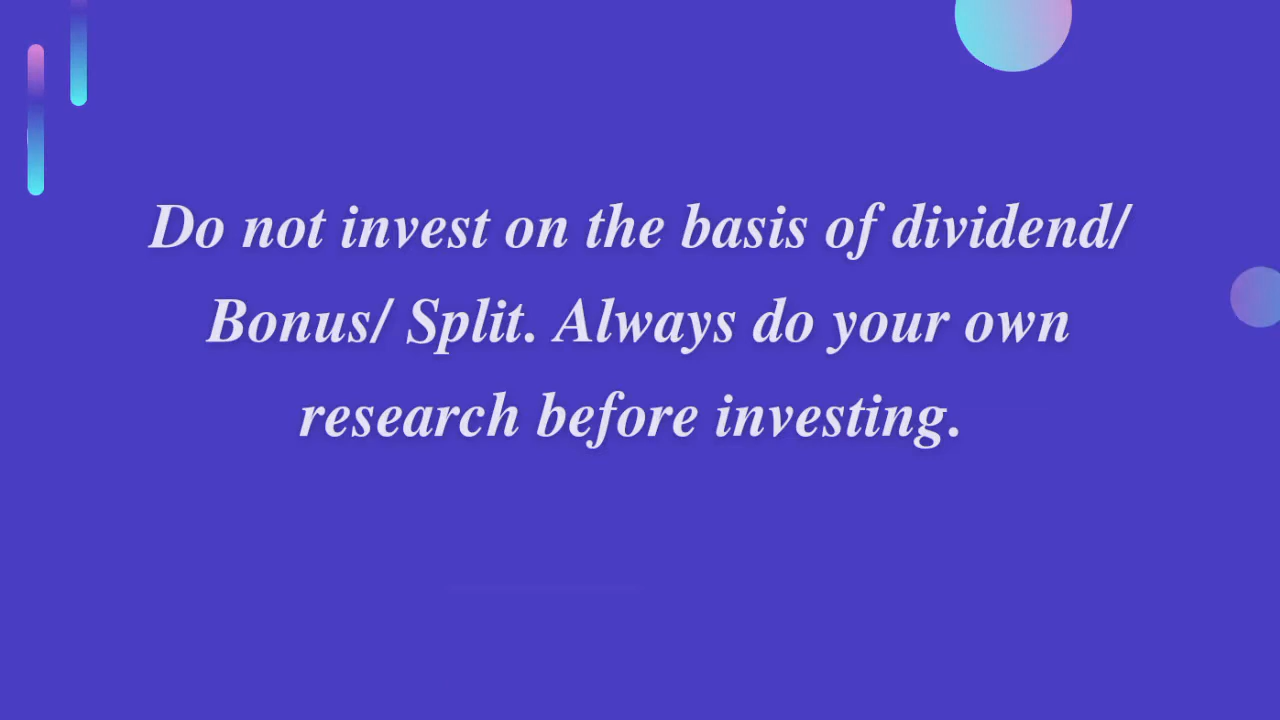 Do not invest on the basis of dividend/
Bonus/ Split. Always do your own
research before investing.